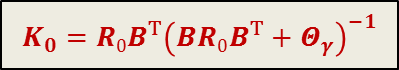 K₀ = R₀Bᵀ(BR₀Bᵀ + Θᵧ)⁻¹